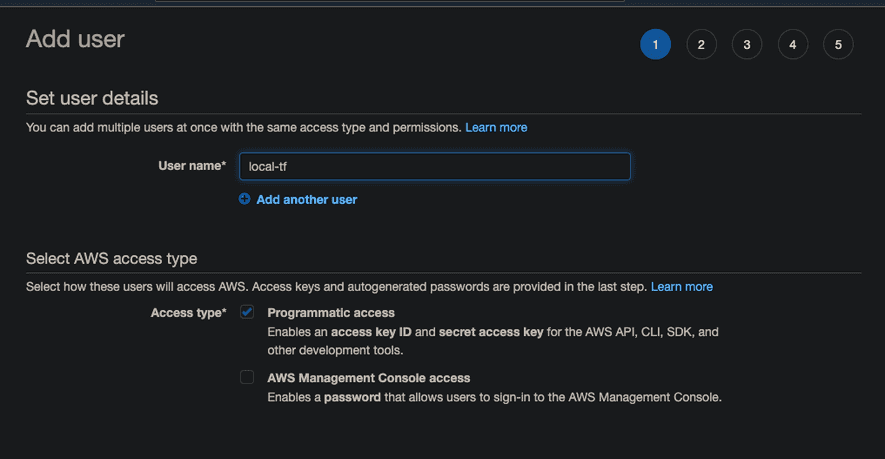 Add user
1 2 3 4 5
Set user details
You can add multiple users at once with the same access type and permissions. Learn more
User name* local-tf
Add another user
Select AWS access type
Select how these users will access AWS. Access keys and autogenerated passwords are provided in the last step. Learn more
Access type* Programmatic access
Enables an access key ID and secret access key for the AWS API, CLI, SDK, and
other development tools.
AWS Management Console access
Enables a password that allows users to sign-in to the AWS Management Console.